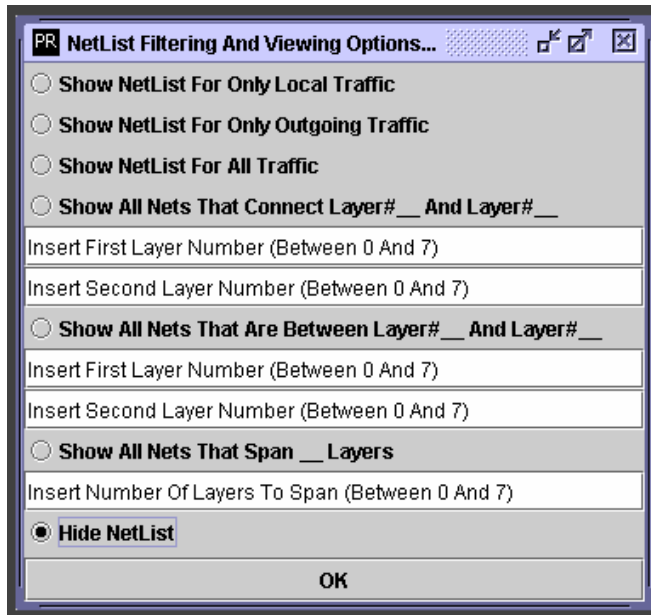 PR NetList Filtering And Viewing Options...
Show NetList For Only Local Traffic
Show NetList For Only Outgoing Traffic
Show NetList For All Traffic
Show All Nets That Connect Layer#__ And Layer#__
Insert First Layer Number (Between 0 And 7)
Insert Second Layer Number (Between 0 And 7)
Show All Nets That Are Between Layer#__ And Layer#__
Insert First Layer Number (Between 0 And 7)
Insert Second Layer Number (Between 0 And 7)
Show All Nets That Span __ Layers
Insert Number Of Layers To Span (Between 0 And 7)
Hide NetList
OK